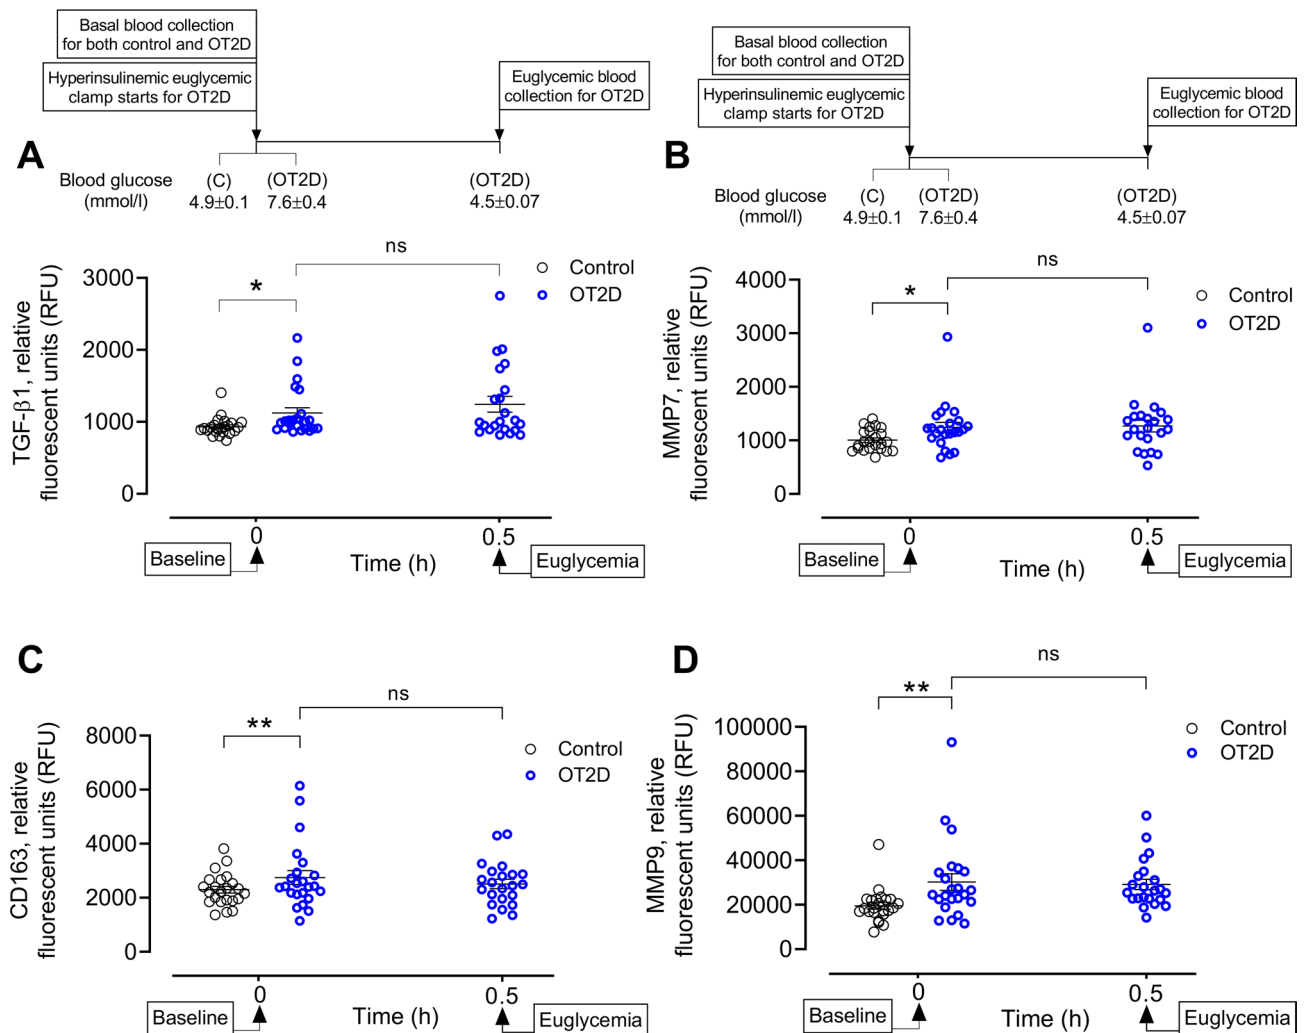 Basal blood collection
for both control and OT2D
Hyperinsulinemic euglycemic
clamp starts for OT2D
Euglycemic blood
collection for OT2D
A
Blood glucose
(mmol/l)
(C)
4.9±0.1
(OT2D)
7.6±0.4
(OT2D)
4.5±0.07
TGF-β1, relative
fluorescent units (RFU)
3000
2000
1000
0
*
ns
Control
OT2D
0
0.5
Baseline
Time (h)
Euglycemia
Basal blood collection
for both control and OT2D
Hyperinsulinemic euglycemic
clamp starts for OT2D
Euglycemic blood
collection for OT2D
B
Blood glucose
(mmol/l)
(C)
4.9±0.1
(OT2D)
7.6±0.4
(OT2D)
4.5±0.07
MMP7, relative
fluorescent units (RFU)
4000
3000
2000
1000
0
*
ns
Control
OT2D
0
0.5
Baseline
Time (h)
Euglycemia
C
CD163, relative
fluorescent units (RFU)
8000
6000
4000
2000
0
**
ns
Control
OT2D
0
0.5
Baseline
Time (h)
Euglycemia
D
MMP9, relative
fluorescent units (RFU)
100000
80000
60000
40000
20000
0
**
ns
Control
OT2D
0
0.5
Baseline
Time (h)
Euglycemia